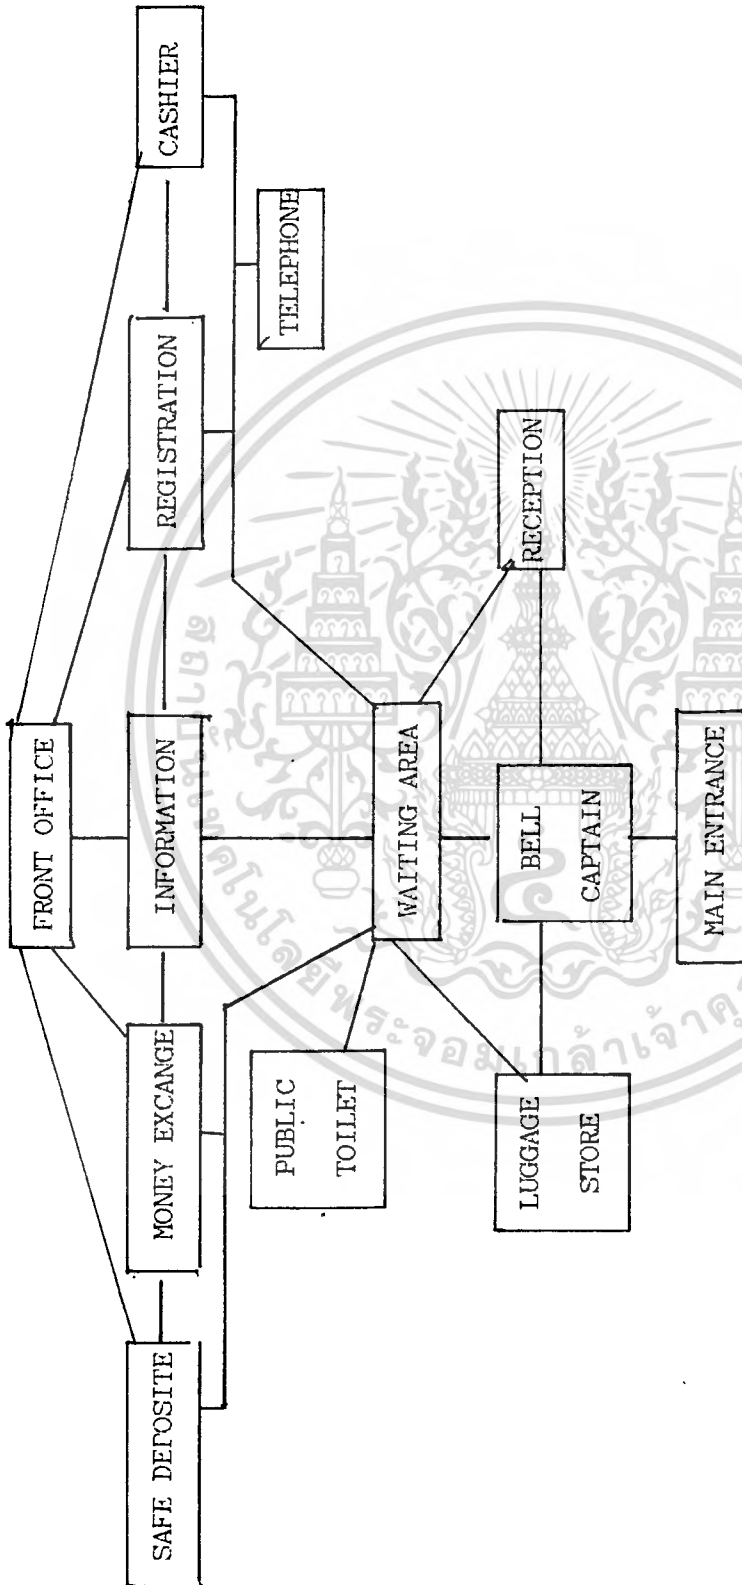 FRONT OFFICE
SAFE DEPOSITE
MONEY EXCANGE
INFORMATION
REGISTRATION
CASHIER
TELEPHONE
PUBLIC
TOILET
WAITING AREA
LUGGAGE
STORE
BELL
CAPTAIN
RECEPTION
MAIN ENTRANCE